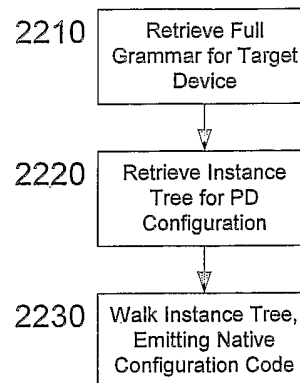 2210
Retrieve Full
Grammar for Target
Device
2220
Retrieve Instance
Tree for PD
Configuration
2230
Walk Instance Tree,
Emitting Native
Configuration Code